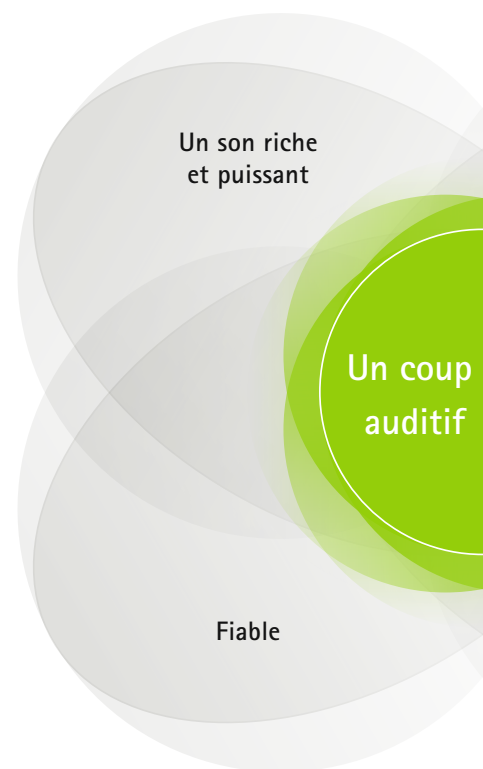 Un son riche
et puissant
Un coup
auditif
Fiable